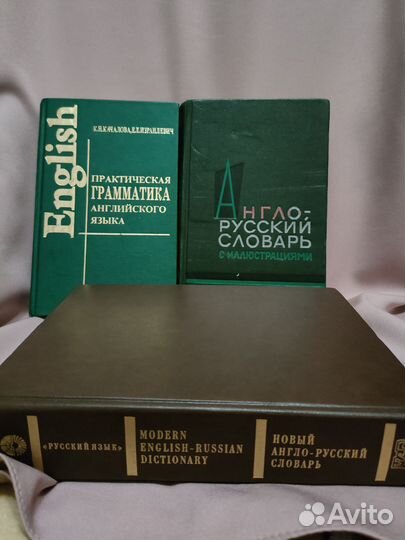 English
К.Н.КАЧАЛОВА,Е.Е.ИЗРАИЛЕВИЧ
ПРАКТИЧЕСКАЯ
ГРАММАТИКА
АНГЛИЙСКОГО
ЯЗЫКА
АНГЛО-
РУССКИЙ
СЛОВАРЬ
С ИЛЛЮСТРАЦИЯМИ
«РУССКИЙ ЯЗЫК»
MODERN
ENGLISH-RUSSIAN
DICTIONARY
НОВЫЙ
АНГЛО-РУССКИЙ
СЛОВАРЬ
Avito